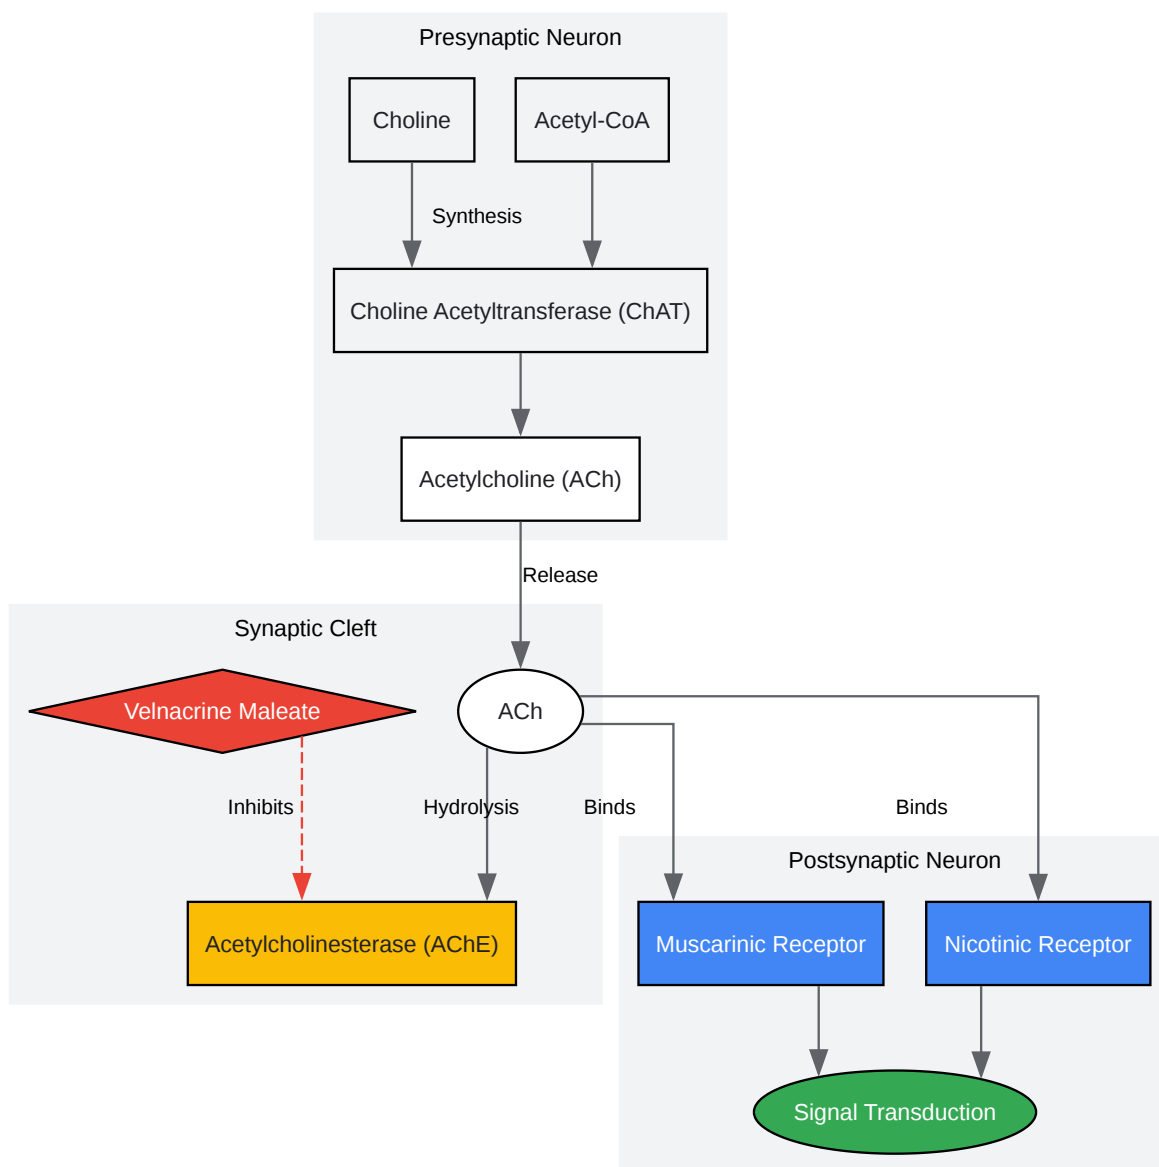 Presynaptic Neuron
Choline
Acetyl-CoA
Synthesis
Choline Acetyltransferase (ChAT)
Acetylcholine (ACh)
Release
Synaptic Cleft
Velnacrine Maleate
ACh
Inhibits
Hydrolysis
Binds
Binds
Postsynaptic Neuron
Acetylcholinesterase (AChE)
Muscarinic Receptor
Nicotinic Receptor
Signal Transduction